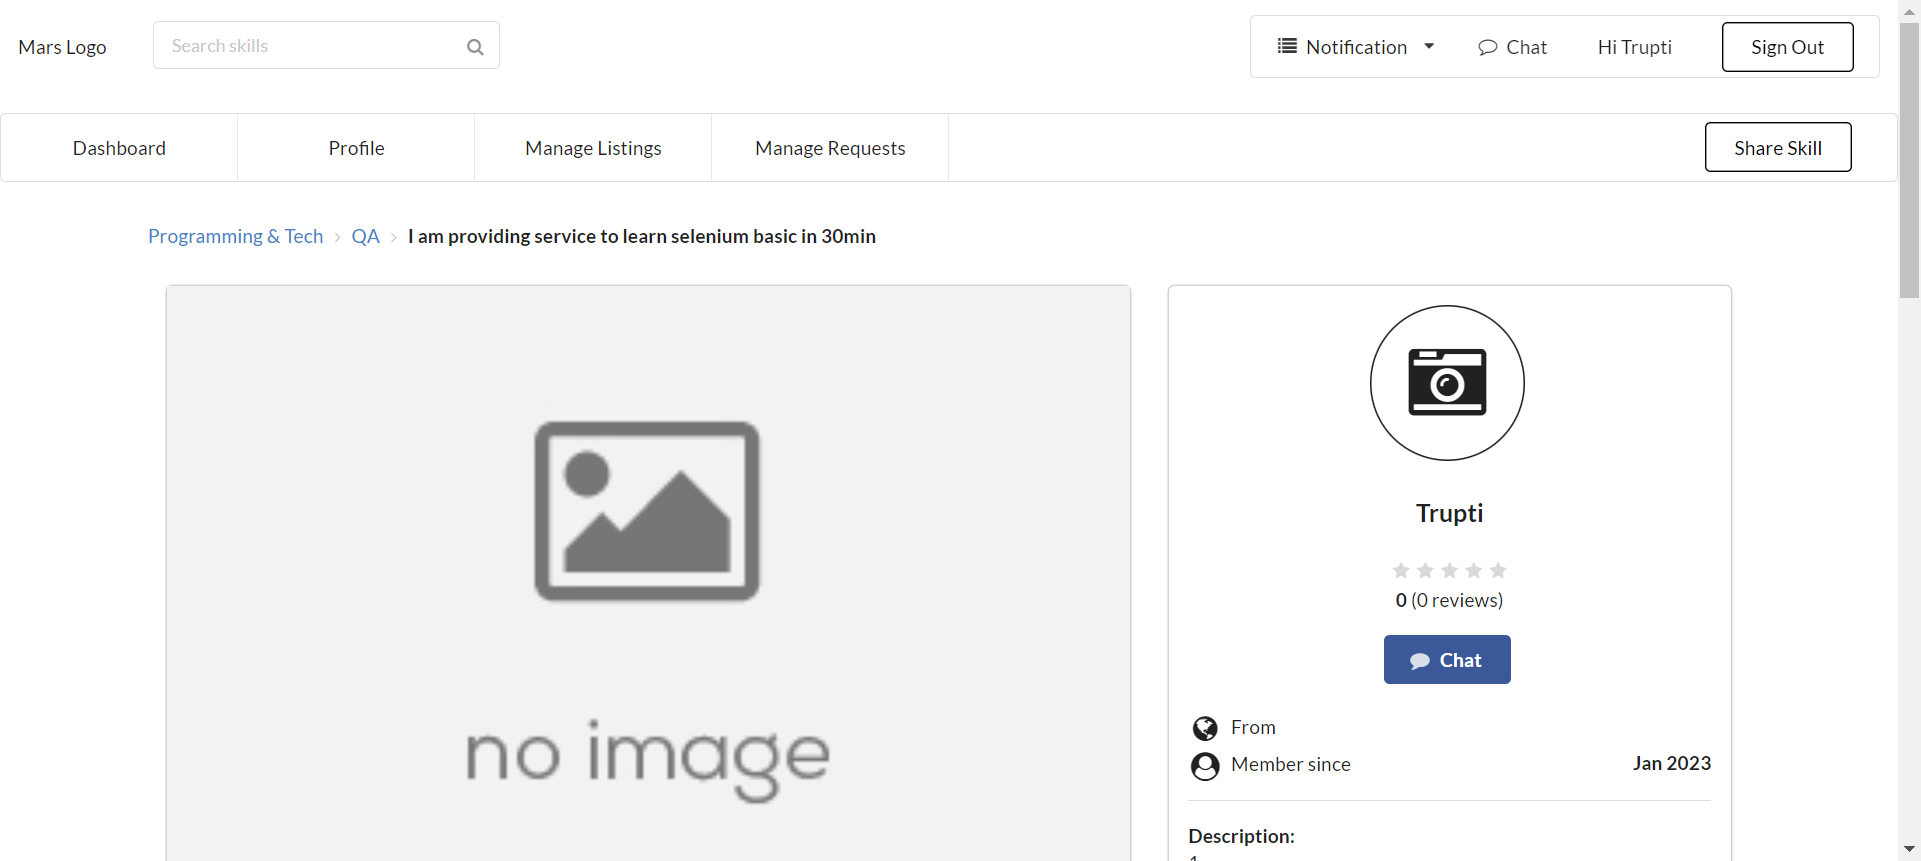 Mars Logo
Search skills
Notification
Chat
Hi Trupti
Sign Out
Dashboard
Profile
Manage Listings
Manage Requests
Share Skill
Programming & Tech
QA
I am providing service to learn selenium basic in 30min
no image
Trupti
0 (0 reviews)
Chat
From
Member since
Jan 2023
Description: